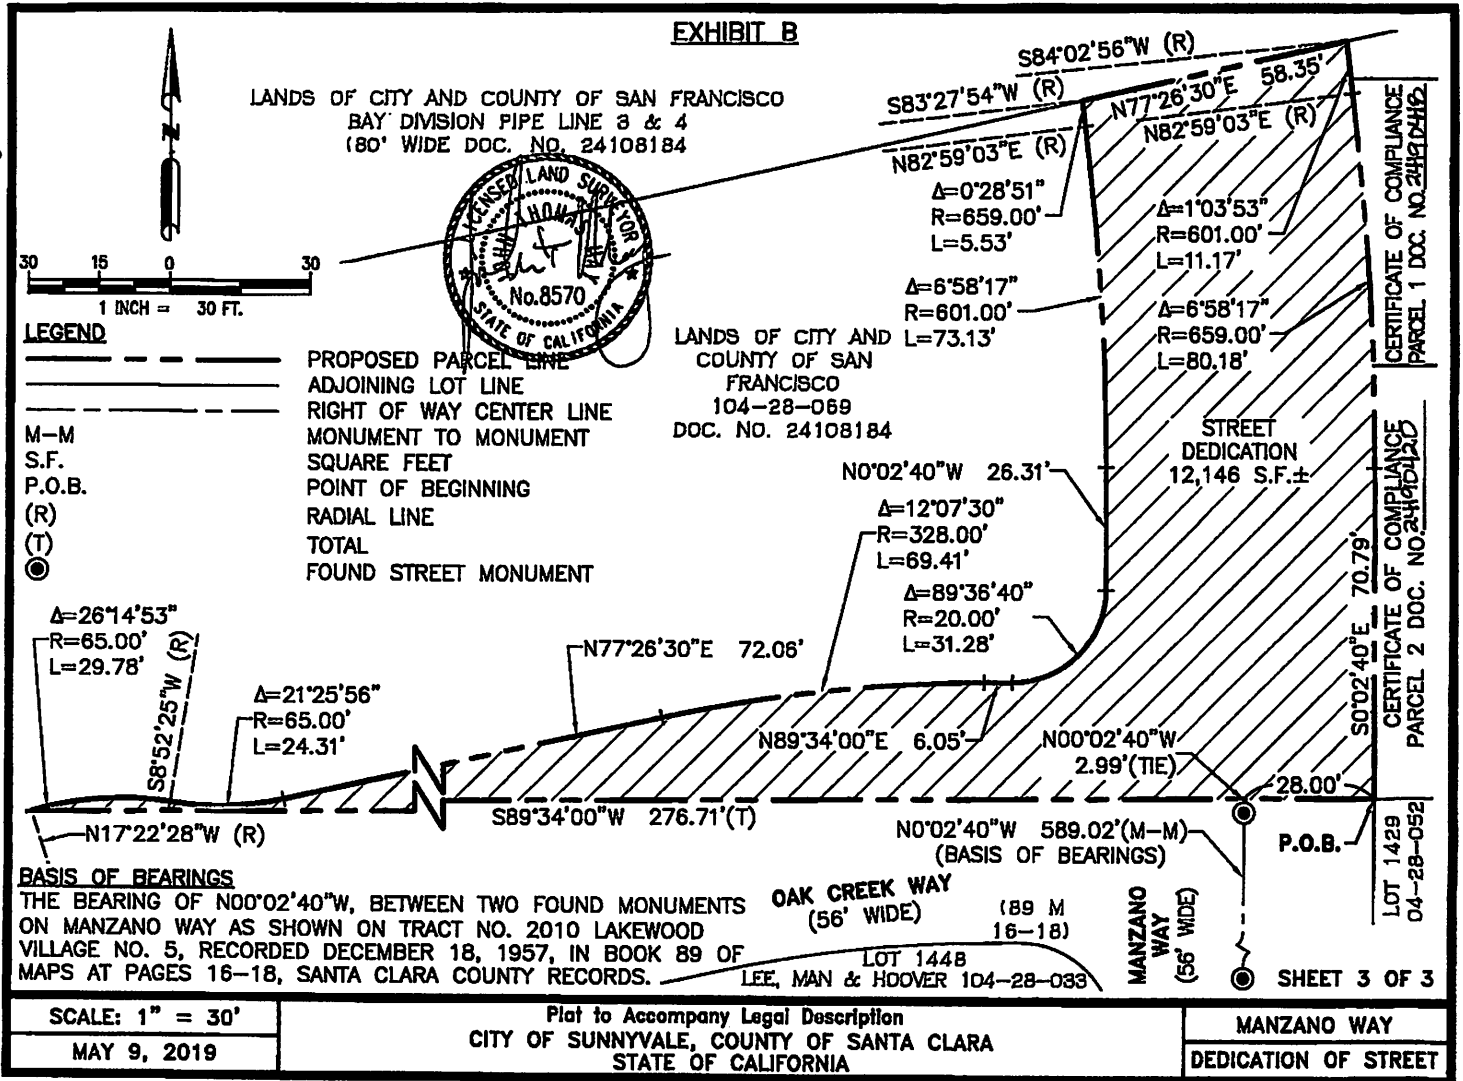 EXHIBIT B
LANDS OF CITY AND COUNTY OF SAN FRANCISCO
BAY DIVISION PIPE LINE 3 & 4
(80' WIDE DOC. NO. 24108184
S84°02'56"W (R)
S83°27'54"W (R)
N77°26'30"E 58.35'
N82°59'03"E (R)
N82°59'03"E (R)
N
30 15 0 30
1 INCH = 30 FT.
LICENSED LAND SURVEYOR
No.8570
STATE OF CALIFORNIA
Δ=0°28'51"
R=659.00'
L=5.53'
Δ=1°03'53"
R=601.00'
L=11.17'
Δ=6°58'17"
R=601.00'
L=73.13'
Δ=6°58'17"
R=659.00'
L=80.18'
CERTIFICATE OF COMPLIANCE
PARCEL 1 DOC. NO.
LEGEND
PROPOSED PARCEL LINE
ADJOINING LOT LINE
RIGHT OF WAY CENTER LINE
M-M MONUMENT TO MONUMENT
S.F. SQUARE FEET
P.O.B. POINT OF BEGINNING
(R) RADIAL LINE
(T) TOTAL
FOUND STREET MONUMENT
LANDS OF CITY AND
COUNTY OF SAN
FRANCISCO
104-28-069
DOC. NO. 24108184
STREET
DEDICATION
12,146 S.F.±
CERTIFICATE OF COMPLIANCE
PARCEL 2 DOC. NO. 24190420
N0°02'40"W 26.31'
Δ=12°07'30"
R=328.00'
L=69.41'
Δ=89°36'40"
R=20.00'
L=31.28'
S0°02'40"E 70.79'
Δ=26°14'53"
R=65.00'
L=29.78'
S8°52'25"W (R)
Δ=21°25'56"
R=65.00'
L=24.31'
N77°26'30"E 72.06'
N89°34'00"E 6.05'
N00°02'40"W
2.99'(TIE)
28.00'
S89°34'00"W 276.71'(T)
N17°22'28"W (R)
N0°02'40"W 589.02'(M-M)
(BASIS OF BEARINGS)
P.O.B.
LOT 1429
04-28-052
BASIS OF BEARINGS
THE BEARING OF N00°02'40"W, BETWEEN TWO FOUND MONUMENTS
ON MANZANO WAY AS SHOWN ON TRACT NO. 2010 LAKEWOOD
VILLAGE NO. 5, RECORDED DECEMBER 18, 1957, IN BOOK 89 OF
MAPS AT PAGES 16-18, SANTA CLARA COUNTY RECORDS.
OAK CREEK WAY
(56' WIDE)
(89 M
16-18)
LOT 1448
LEE, MAN & HOOVER 104-28-033
MANZANO
WAY
(56' WIDE)
SHEET 3 OF 3
SCALE: 1" = 30'
MAY 9, 2019
Plat to Accompany Legal Description
CITY OF SUNNYVALE, COUNTY OF SANTA CLARA
STATE OF CALIFORNIA
MANZANO WAY
DEDICATION OF STREET